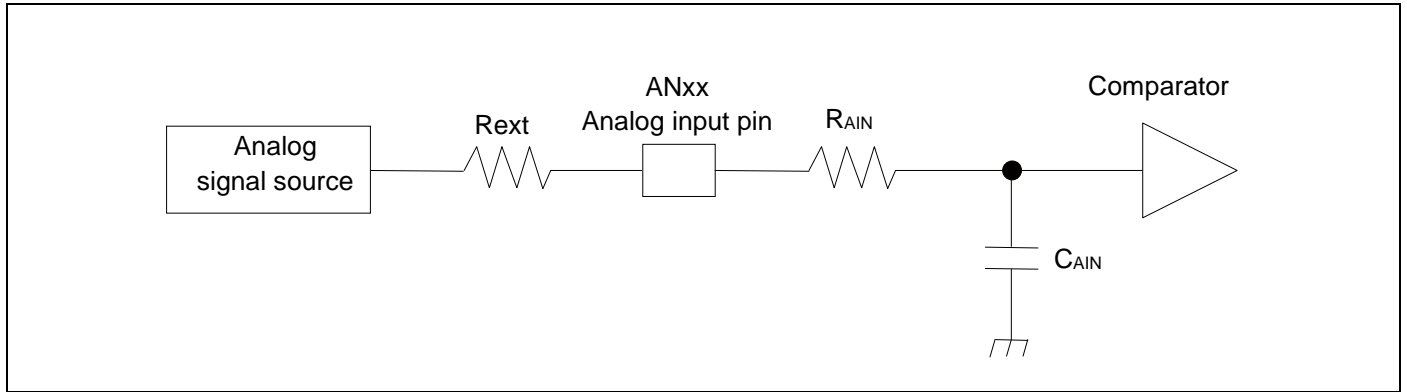 Analog
signal source
Rext
ANxx
Analog input pin
RAIN
Comparator
CAIN